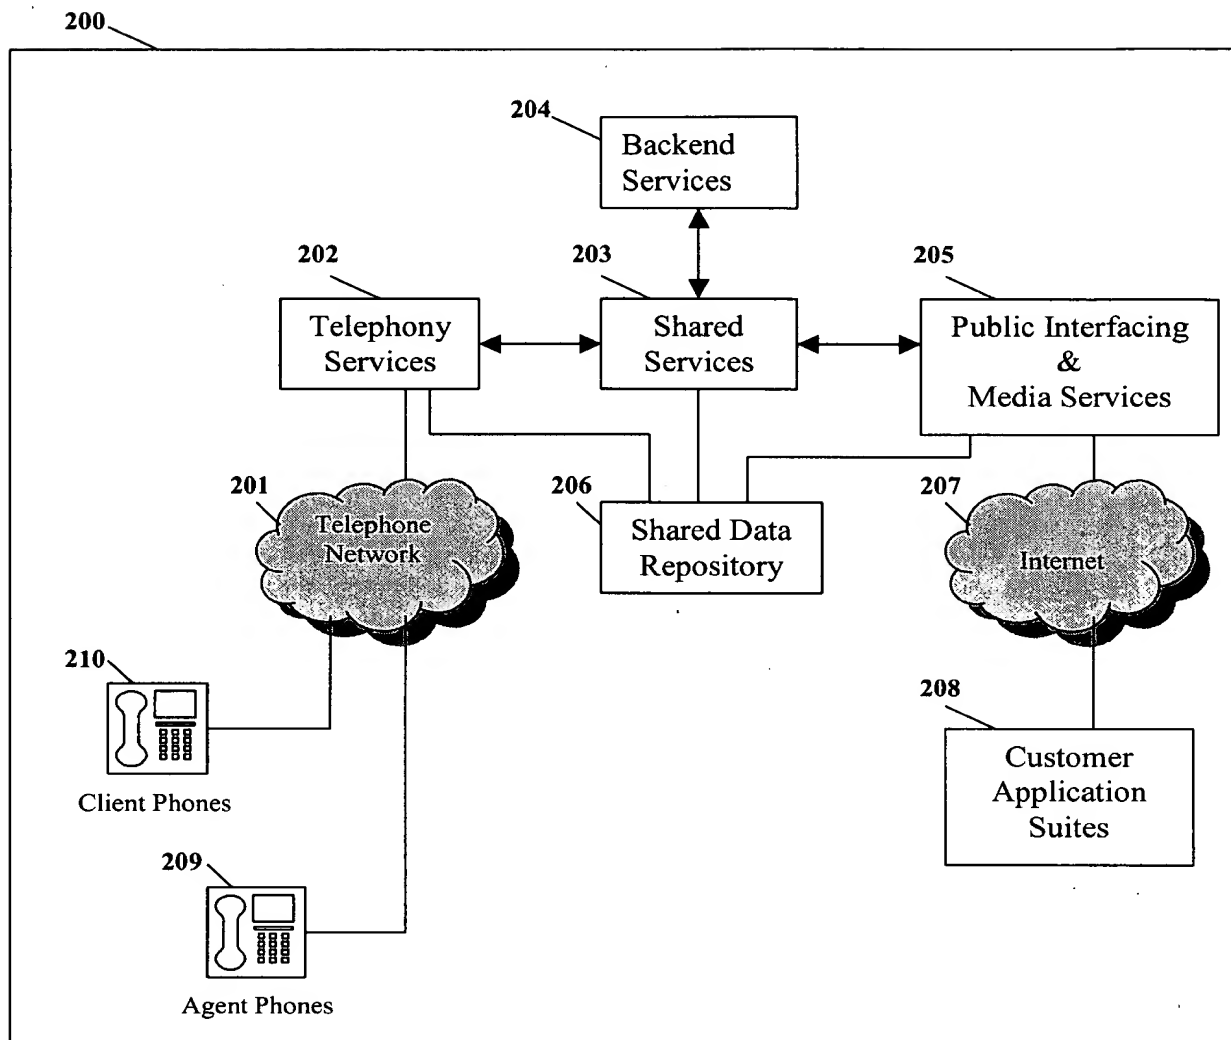 200
204
Backend
Services
202
203
205
Telephony
Services
Shared
Services
Public Interfacing
&
Media Services
201
Telephone
Network
206
Shared Data
Repository
207
Internet
210
Client Phones
208
Customer
Application
Suites
209
Agent Phones